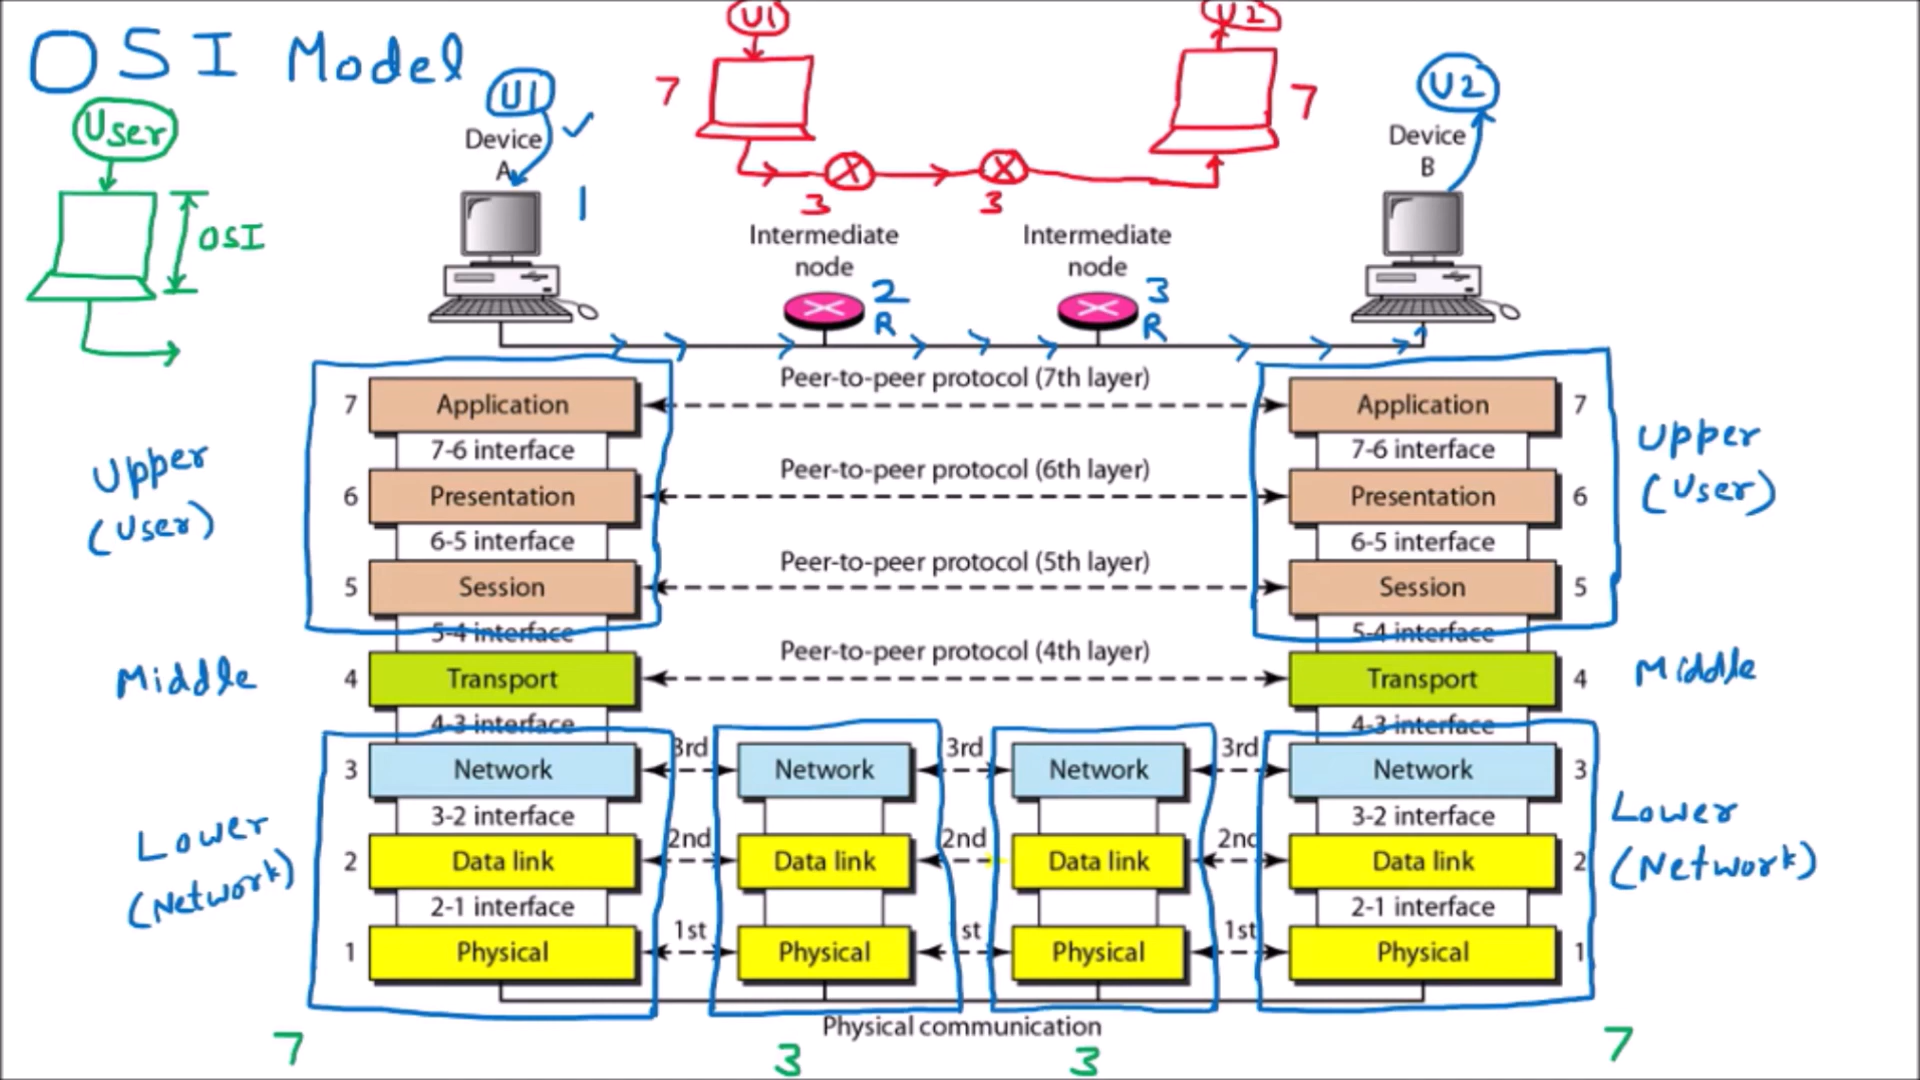 OSI Model
User
OSI
U1
Device
A
1
U1
7
3
3
U2
7
U2
Device
B
Intermediate
node
2
R
Intermediate
node
3
R
Peer-to-peer protocol (7th layer)
7 Application Application 7
7-6 interface 7-6 interface
Upper
(User)
Upper
(User)
Peer-to-peer protocol (6th layer)
6 Presentation Presentation 6
6-5 interface 6-5 interface
Peer-to-peer protocol (5th layer)
5 Session Session 5
5-4 interface 5-4 interface
Peer-to-peer protocol (4th layer)
Middle 4 Transport Transport 4 Middle
4-3 interface 4-3 interface
3rd 3rd 3rd
3 Network Network Network Network 3
3-2 interface 3-2 interface
Lower
(Network)
Lower
(Network)
2nd 2nd 2nd
2 Data link Data link Data link Data link 2
2-1 interface 2-1 interface
1st st 1st
1 Physical Physical Physical Physical 1
Physical communication
7 3 3 7